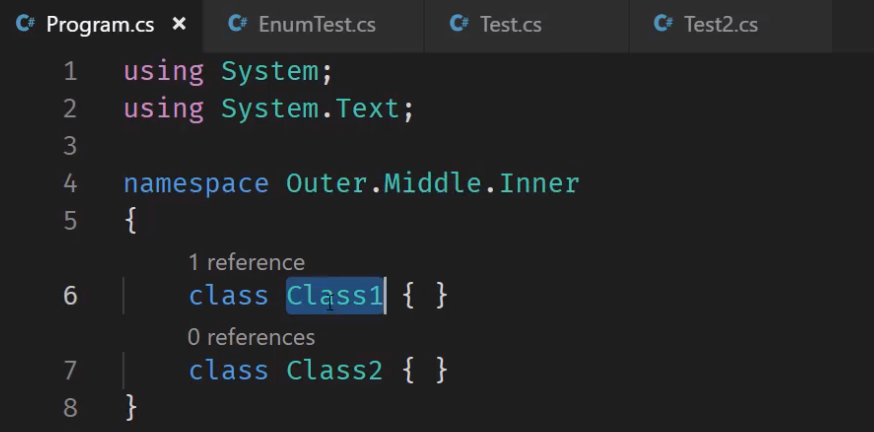 Program.cs × EnumTest.cs Test.cs Test2.cs
1 using System;
2 using System.Text;
3
4 namespace Outer.Middle.Inner
5 {
1 reference
6 class Class1 { }
0 references
7 class Class2 { }
8 }